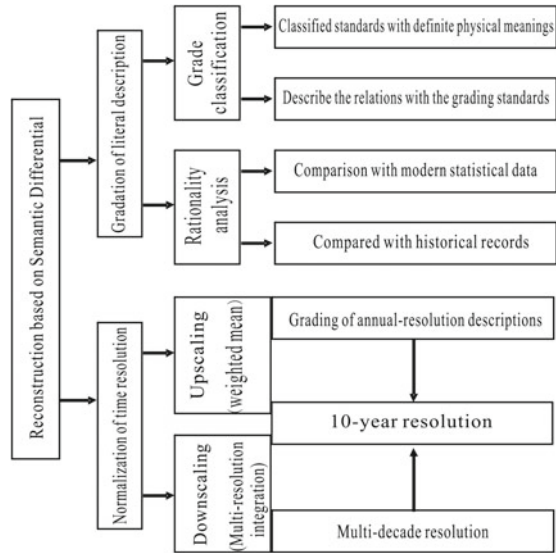 Reconstruction based on Semantic Differential
Gradation of literal description
Grade
classification
Classified standards with definite physical meanings
Describe the relations with the grading standards
Rationality
analysis
Comparison with modern statistical data
Compared with historical records
Normalization of time resolution
Upscaling
(weighted mean)
Grading of annual-resolution descriptions
10-year resolution
Downscaling
(Multi-resolution
integration)
Multi-decade resolution